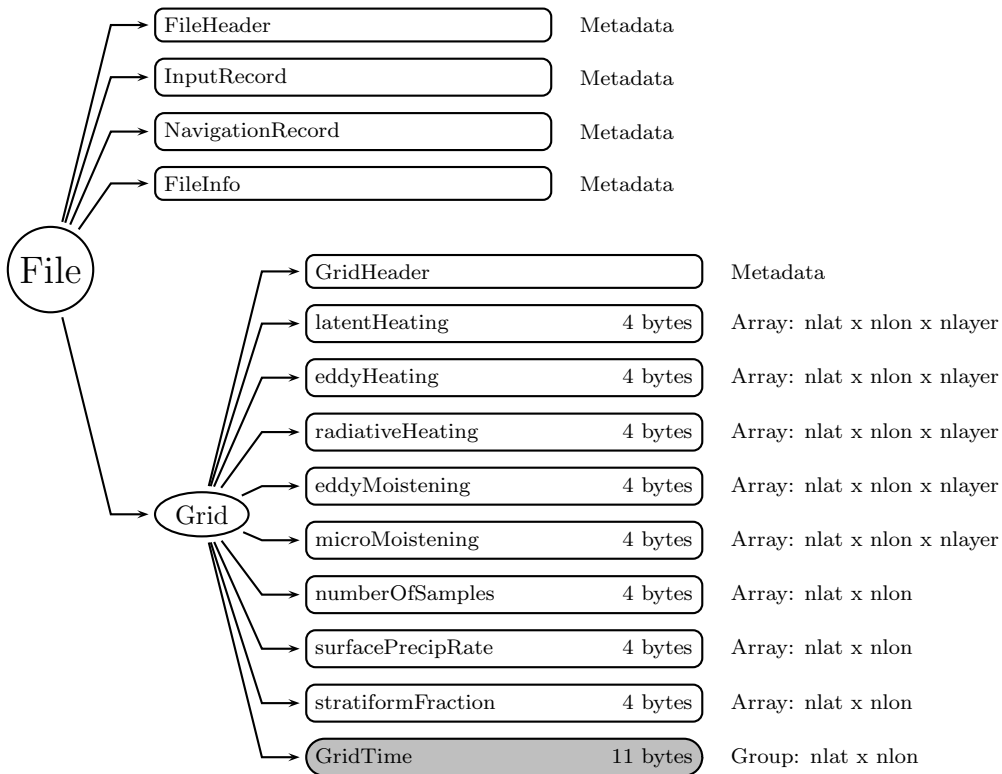 FileHeader Metadata
InputRecord Metadata
NavigationRecord Metadata
FileInfo Metadata
File
GridHeader Metadata
latentHeating 4 bytes Array: nlat x nlon x nlayer
eddyHeating 4 bytes Array: nlat x nlon x nlayer
radiativeHeating 4 bytes Array: nlat x nlon x nlayer
eddyMoistening 4 bytes Array: nlat x nlon x nlayer
Grid
microMoistening 4 bytes Array: nlat x nlon x nlayer
numberOfSamples 4 bytes Array: nlat x nlon
surfacePrecipRate 4 bytes Array: nlat x nlon
stratiformFraction 4 bytes Array: nlat x nlon
GridTime 11 bytes Group: nlat x nlon